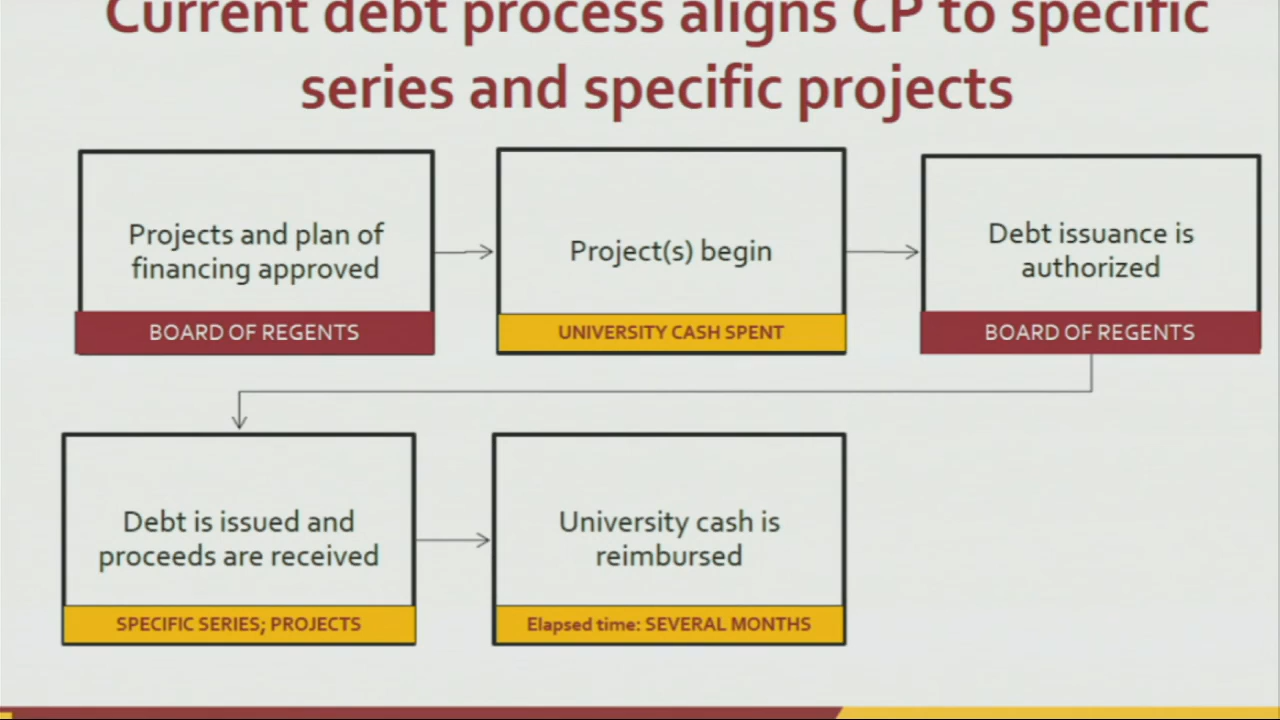 Current debt process aligns CP to specific
series and specific projects
Projects and plan of
financing approved
BOARD OF REGENTS
Project(s) begin
UNIVERSITY CASH SPENT
Debt issuance is
authorized
BOARD OF REGENTS
Debt is issued and
proceeds are received
SPECIFIC SERIES; PROJECTS
University cash is
reimbursed
Elapsed time: SEVERAL MONTHS